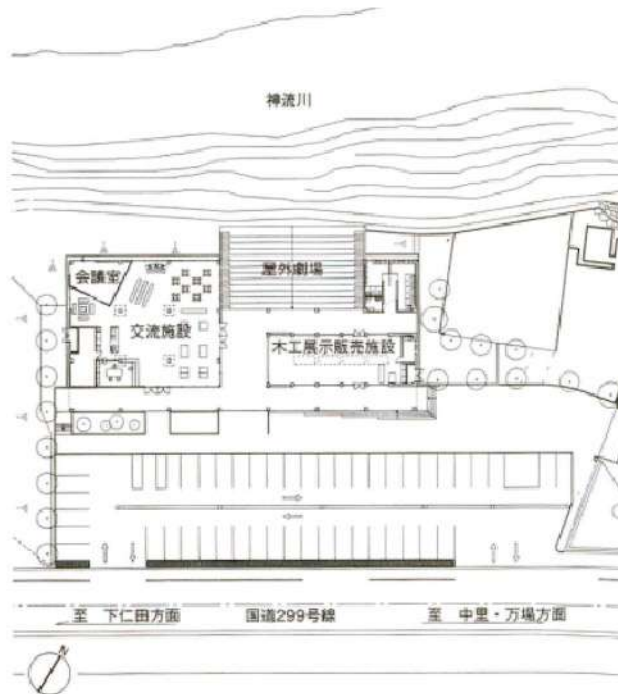 神流川
会議室
屋外劇場
交流施設
木工展示販売施設
至 下仁田方面
国道299号線
至 中里・万場方面
N